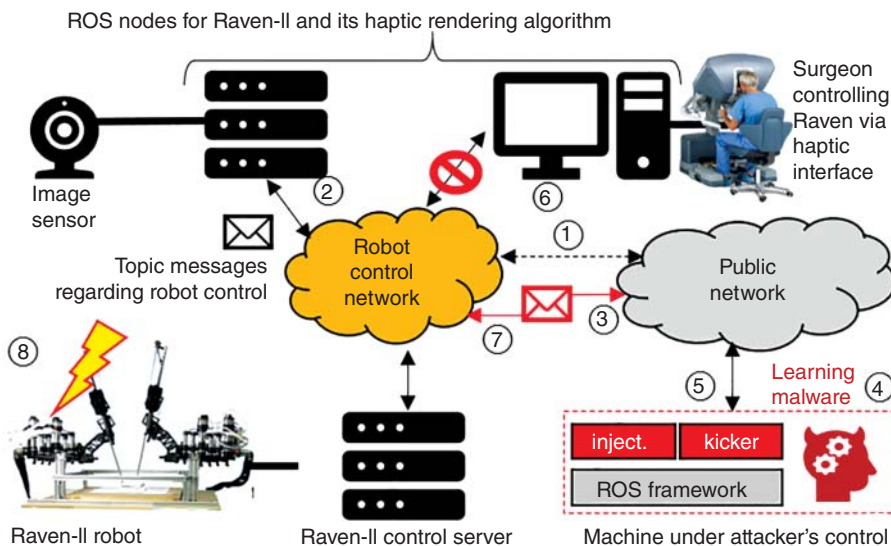 ROS nodes for Raven-II and its haptic rendering algorithm
Surgeon
controlling
Raven via
haptic
interface
Image
sensor
②
⑥
Topic messages
regarding robot control
Robot
control
network
①
Public
network
③
⑦
⑧
⑤
Learning
malware
④
inject.
kicker
ROS framework
Raven-II robot
Raven-II control server
Machine under attacker's control